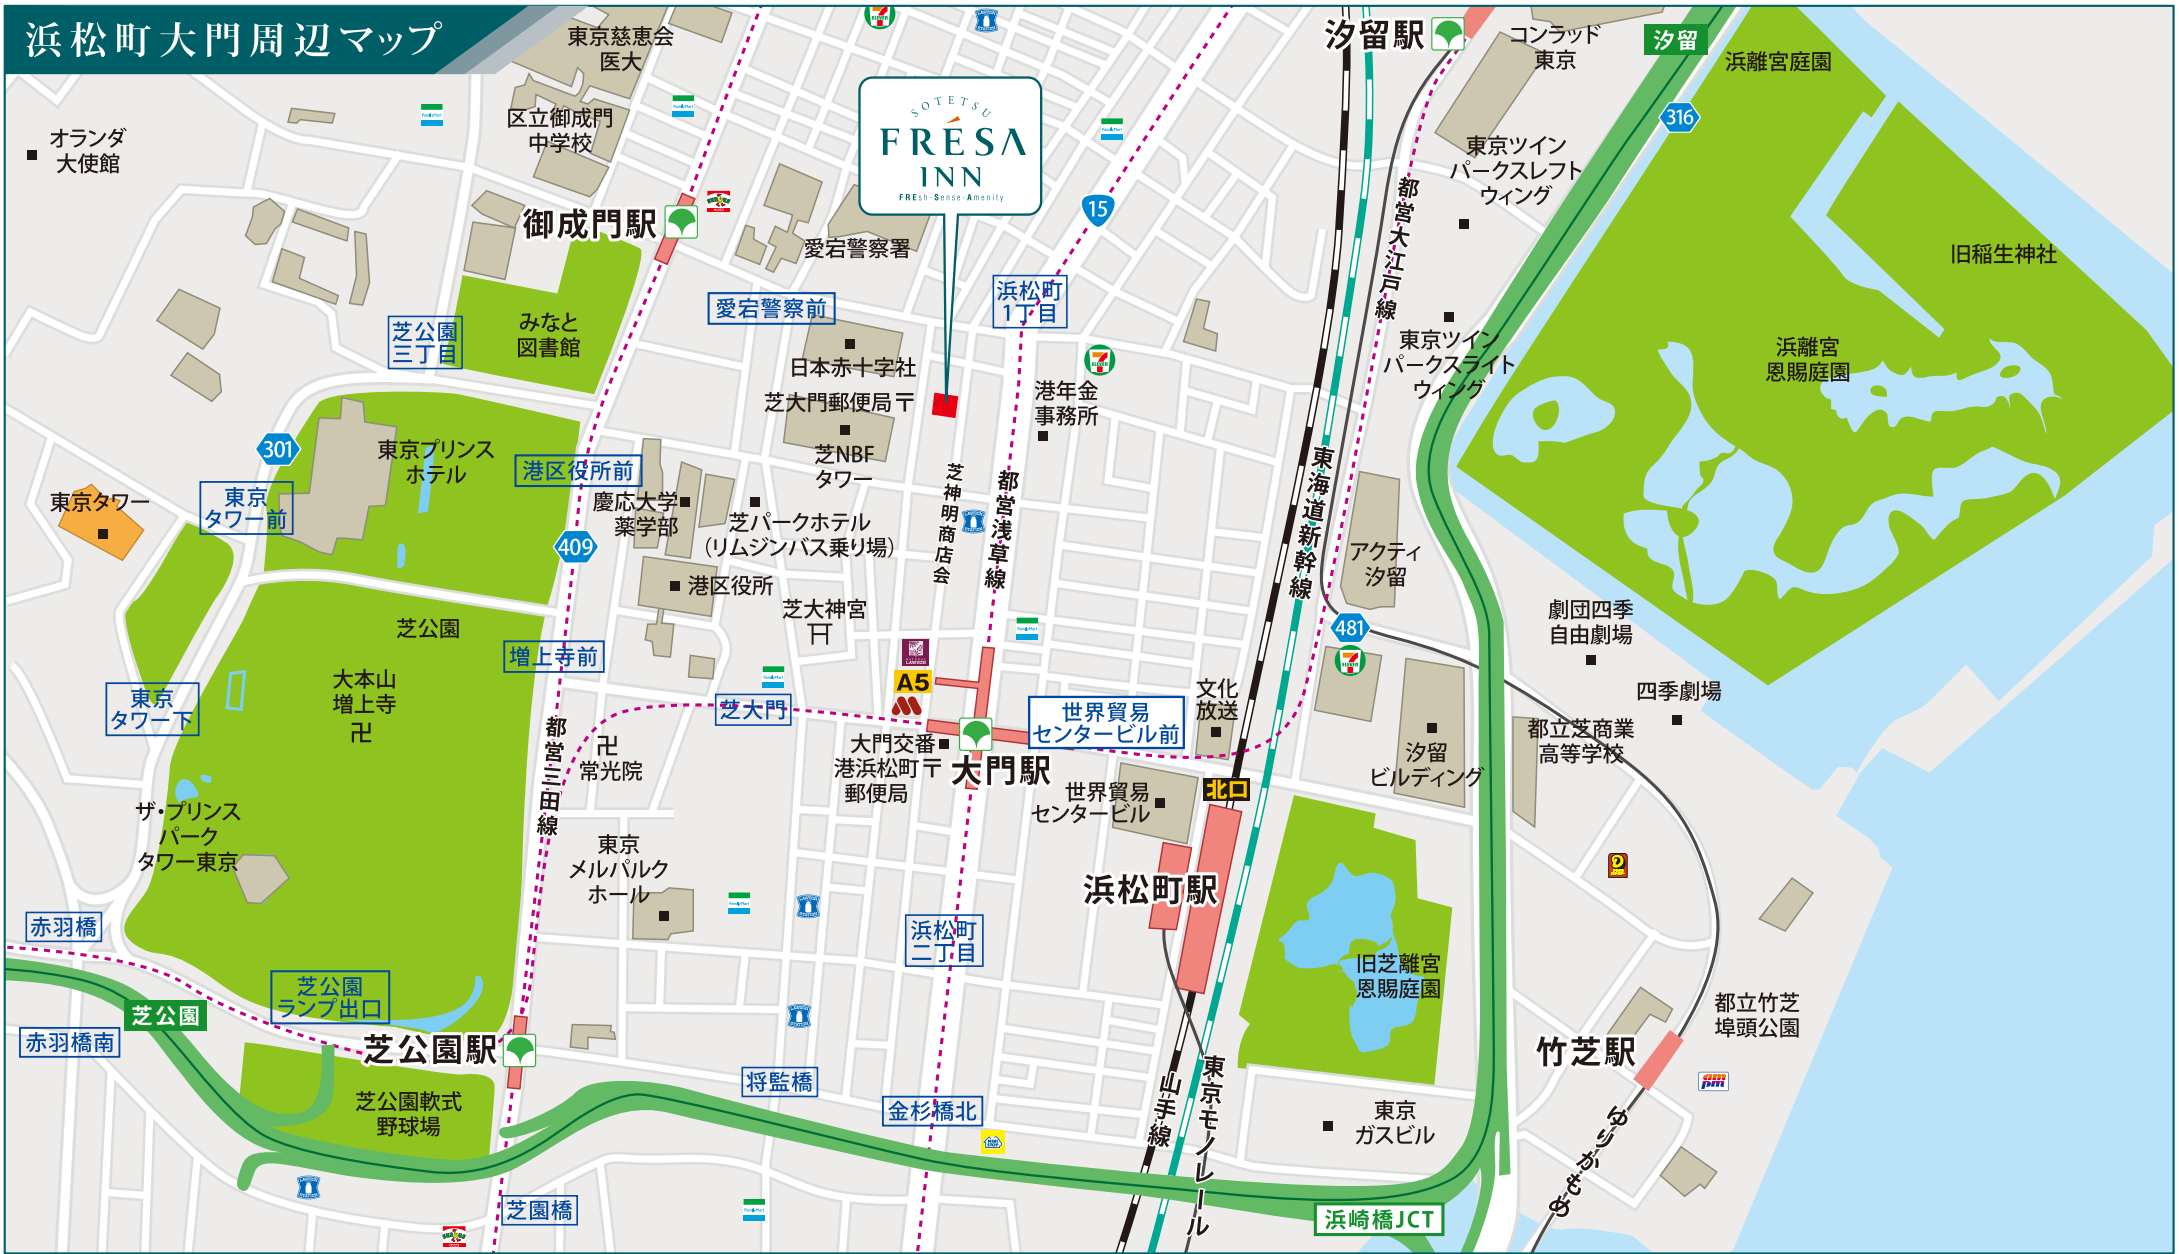 浜松町大門周辺マップ
東京慈恵会
医大
区立御成門
中学校
オランダ
大使館
SOTETSU
FRESA
INN
FREsh・Sense・Amenity
汐留駅
コンラッド
東京
汐留
浜離宮庭園
316
東京ツイン
パークスレフト
ウィング
15
都営大江戸線
旧稲生神社
御成門駅
愛宕警察署
愛宕警察前
浜松町
1丁目
芝公園
三丁目
みなと
図書館
日本赤十字社
芝大門郵便局〒
港年金
事務所
東京ツイン
パークスライト
ウィング
浜離宮
恩賜庭園
301
東京プリンス
ホテル
港区役所前
芝NBF
タワー
東京タワー
東京
タワー前
慶応大学
薬学部
芝パークホテル
(リムジンバス乗り場)
芝神明商店会
都営浅草線
東海道新幹線
409
アクティ
汐留
港区役所
芝大神宮
劇団四季
自由劇場
481
芝公園
増上寺前
大本山
増上寺
卍
東京
タワー下
A5
芝大門
世界貿易
センタービル前
文化
放送
四季劇場
都営三田線
卍
常光院
大門交番
港浜松町〒
郵便局
大門駅
汐留
ビルディング
都立芝商業
高等学校
世界貿易
センタービル
北口
ザ・プリンス
パーク
タワー東京
東京
メルパルク
ホール
浜松町駅
赤羽橋
浜松町
二丁目
旧芝離宮
恩賜庭園
芝公園
ランプ出口
芝公園
赤羽橋南
芝公園駅
都立竹芝
埠頭公園
竹芝駅
am
pm
将監橋
金杉橋北
芝公園軟式
野球場
山手線
東京モノレール
東京
ガスビル
ゆりかもめ
芝園橋
浜崎橋JCT